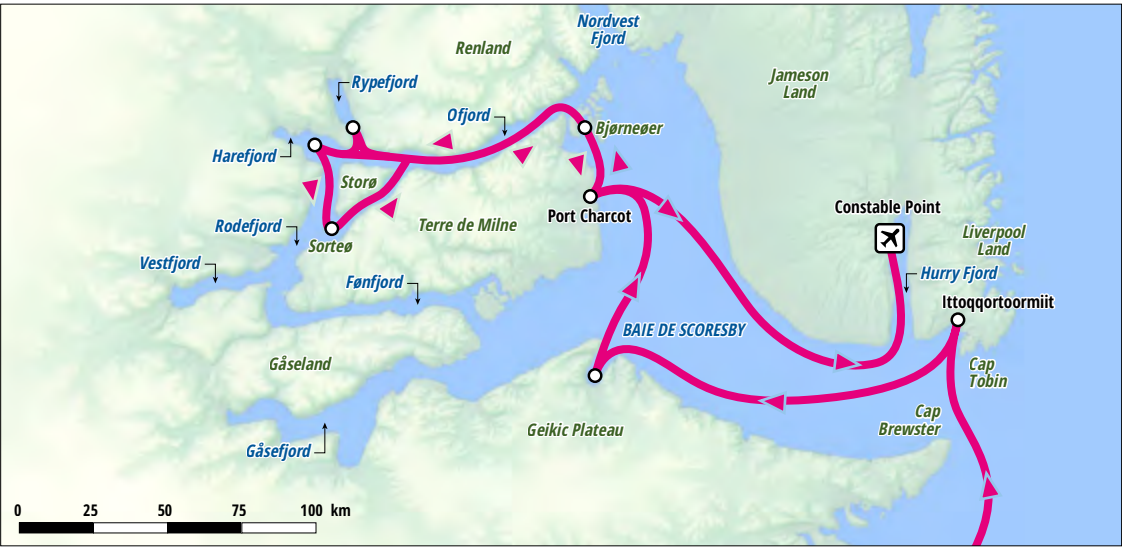 Nordvest
Fjord
Renland
Jameson
Land
Rypefjord
Ofjord
Bjørneøer
Harefjord
Storø
Port Charcot
Constable Point
Terre de Milne
Rodefjord
Sorteø
Liverpool
Land
Vestfjord
Hurry Fjord
Fønfjord
Ittoqqortoormiit
BAIE DE SCORESBY
Gåseland
Cap
Tobin
Cap
Brewster
Geikic Plateau
Gåsefjord
0 25 50 75 100 km